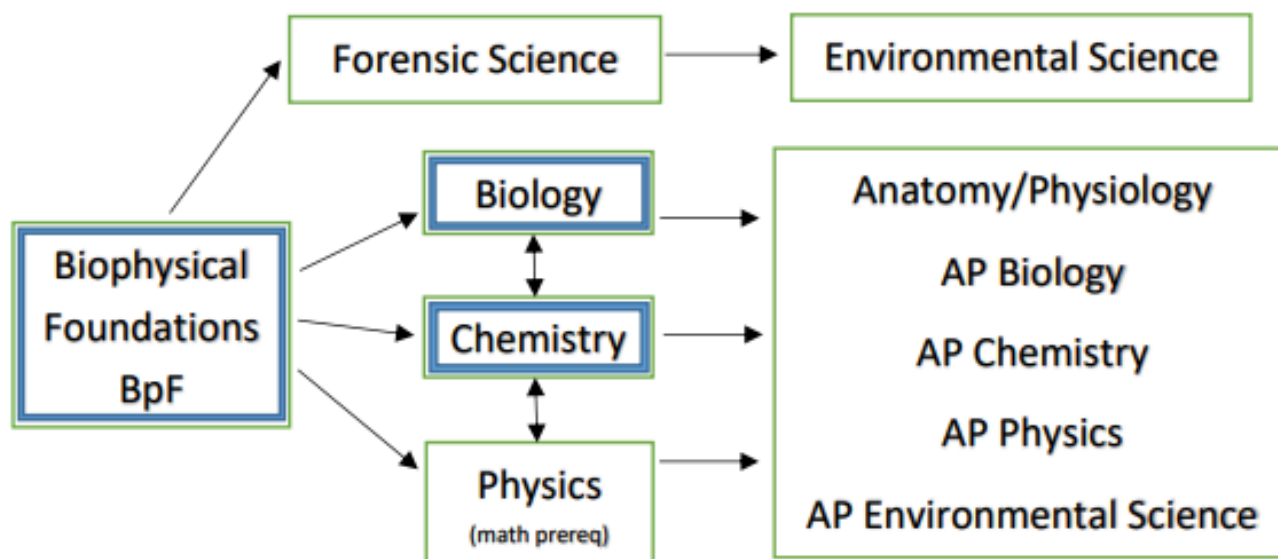 Forensic Science
Environmental Science
Biophysical
Foundations
BpF
Biology
Chemistry
Physics
(math prereq)
Anatomy/Physiology
AP Biology
AP Chemistry
AP Physics
AP Environmental Science